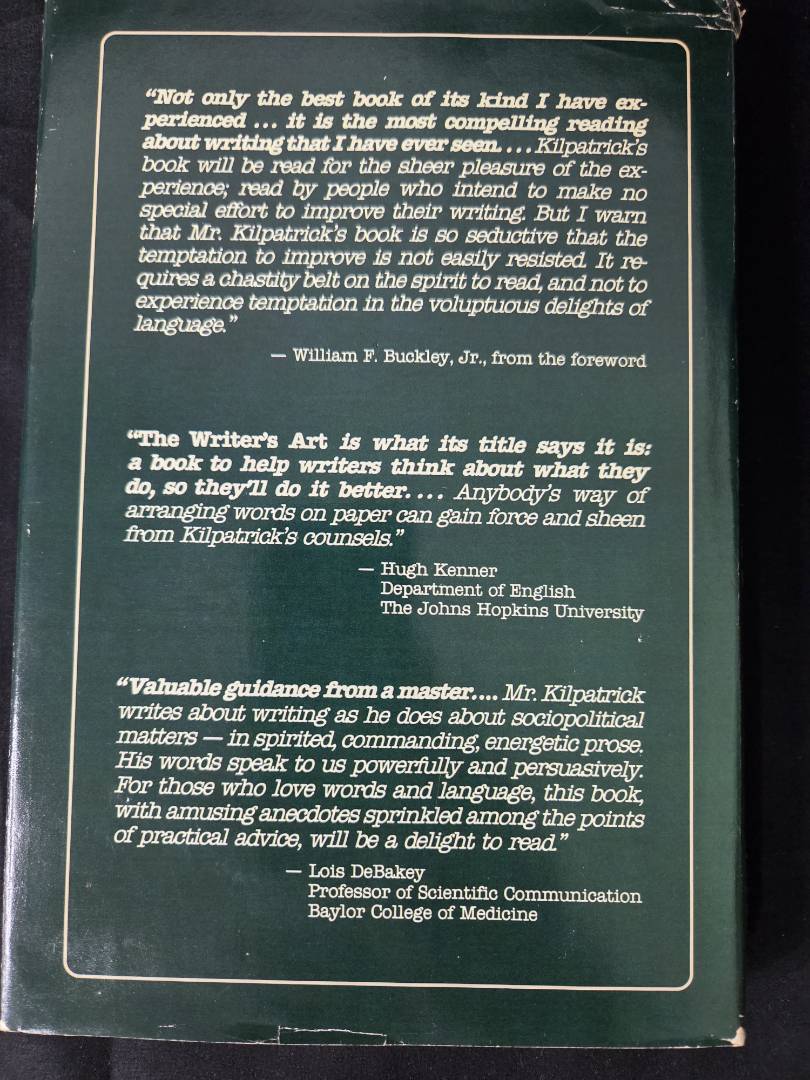 “Not only the best book of its kind I have ex-
perienced ... it is the most compelling reading
about writing that I have ever seen. . . . Kilpatrick’s
book will be read for the sheer pleasure of the ex-
perience; read by people who intend to make no
special effort to improve their writing. But I warn
that Mr. Kilpatrick’s book is so seductive that the
temptation to improve is not easily resisted. It re-
quires a chastity belt on the spirit to read, and not to
experience temptation in the voluptuous delights of
language.”
— William F. Buckley, Jr., from the foreword
“The Writer’s Art is what its title says it is:
a book to help writers think about what they
do, so they’ll do it better. . . . Anybody’s way of
arranging words on paper can gain force and sheen
from Kilpatrick’s counsels.”
— Hugh Kenner
Department of English
The Johns Hopkins University
“Valuable guidance from a master.... Mr. Kilpatrick
writes about writing as he does about sociopolitical
matters — in spirited, commanding, energetic prose.
His words speak to us powerfully and persuasively.
For those who love words and language, this book,
with amusing anecdotes sprinkled among the points
of practical advice, will be a delight to read.”
— Lois DeBakey
Professor of Scientific Communication
Baylor College of Medicine